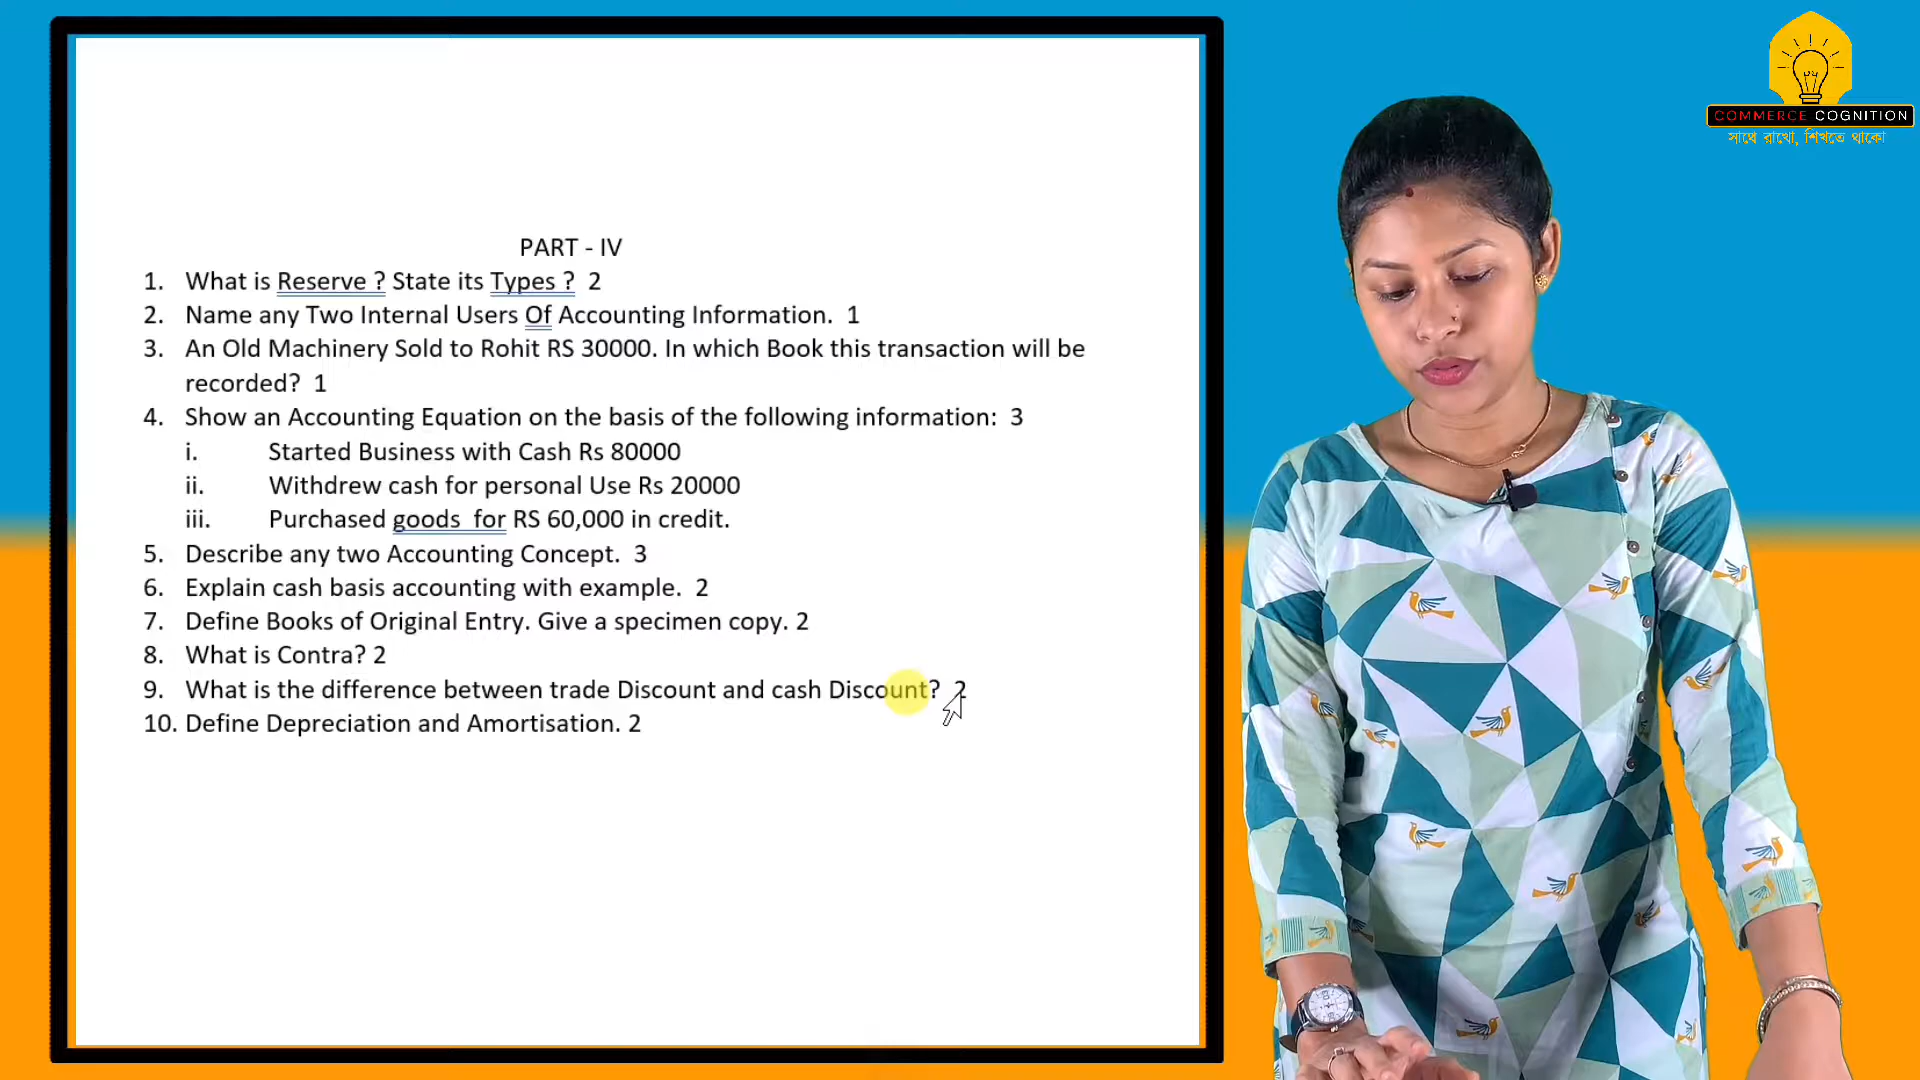 COMMERCE COGNITION
সাথে রাখো, শিখতে থাকো
PART - IV
1. What is Reserve ? State its Types ? 2
2. Name any Two Internal Users Of Accounting Information. 1
3. An Old Machinery Sold to Rohit RS 30000. In which Book this transaction will be
recorded? 1
4. Show an Accounting Equation on the basis of the following information: 3
i. Started Business with Cash Rs 80000
ii. Withdrew cash for personal Use Rs 20000
iii. Purchased goods for RS 60,000 in credit.
5. Describe any two Accounting Concept. 3
6. Explain cash basis accounting with example. 2
7. Define Books of Original Entry. Give a specimen copy. 2
8. What is Contra? 2
9. What is the difference between trade Discount and cash Discount? 2
10. Define Depreciation and Amortisation. 2